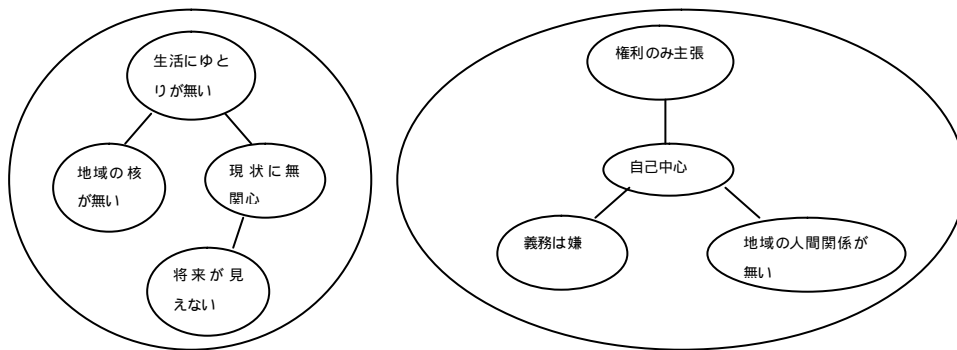 生活にゆと
りが無い
地域の核
が無い
現状に無
関心
将来が見
えない
権利のみ主張
自己中心
義務は嫌
地域の人間関係が
無い